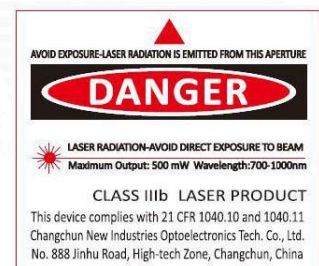 AVOID EXPOSURE-LASER RADIATION IS EMITTED FROM THIS APERTURE
DANGER
LASER RADIATION-AVOID DIRECT EXPOSURE TO BEAM
Maximum Output: 500 mW Wavelength:700-1000nm
CLASS IIIb LASER PRODUCT
This device complies with 21 CFR 1040.10 and 1040.11
Changchun New Industries Optoelectronics Tech. Co., Ltd.
No. 888 Jinhu Road, High-tech Zone, Changchun, China